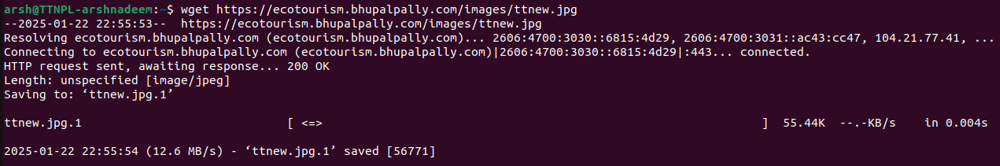 arsh@TTNPL-arshnadeem:~$ wget https://ecotourism.bhupalpally.com/images/ttnew.jpg
--2025-01-22 22:55:53--  https://ecotourism.bhupalpally.com/images/ttnew.jpg
Resolving ecotourism.bhupalpally.com (ecotourism.bhupalpally.com)... 2606:4700:3030::6815:4d29, 2606:4700:3031::ac43:cc47, 104.21.77.41, ...
Connecting to ecotourism.bhupalpally.com (ecotourism.bhupalpally.com)|2606:4700:3030::6815:4d29|:443... connected.
HTTP request sent, awaiting response... 200 OK
Length: unspecified [image/jpeg]
Saving to: ‘ttnew.jpg.1’
ttnew.jpg.1                             [ <=>                                                                 ]  55.44K  --.-KB/s    in 0.004s
2025-01-22 22:55:54 (12.6 MB/s) - ‘ttnew.jpg.1’ saved [56771]